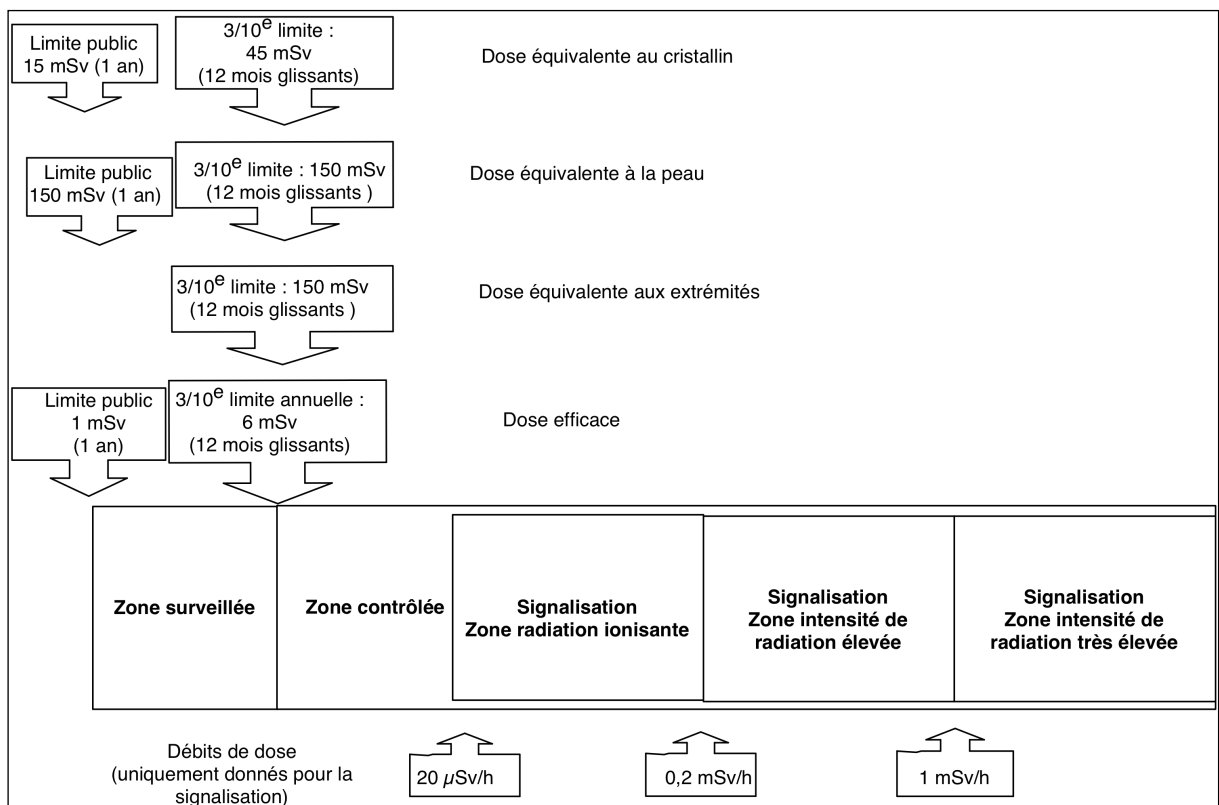 Limite public
15 mSv (1 an)
3/10e limite :
45 mSv
(12 mois glissants)
Dose équivalente au cristallin
Limite public
150 mSv (1 an)
3/10e limite : 150 mSv
(12 mois glissants )
Dose équivalente à la peau
3/10e limite : 150 mSv
(12 mois glissants )
Dose équivalente aux extrémités
Limite public
1 mSv
(1 an)
3/10e limite annuelle :
6 mSv
(12 mois glissants)
Dose efficace
Zone surveillée
Zone contrôlée
Signalisation
Zone radiation ionisante
Signalisation
Zone intensité de
radiation élevée
Signalisation
Zone intensité de
radiation très élevée
Débits de dose
(uniquement donnés pour la
signalisation)
20 µSv/h
0,2 mSv/h
1 mSv/h